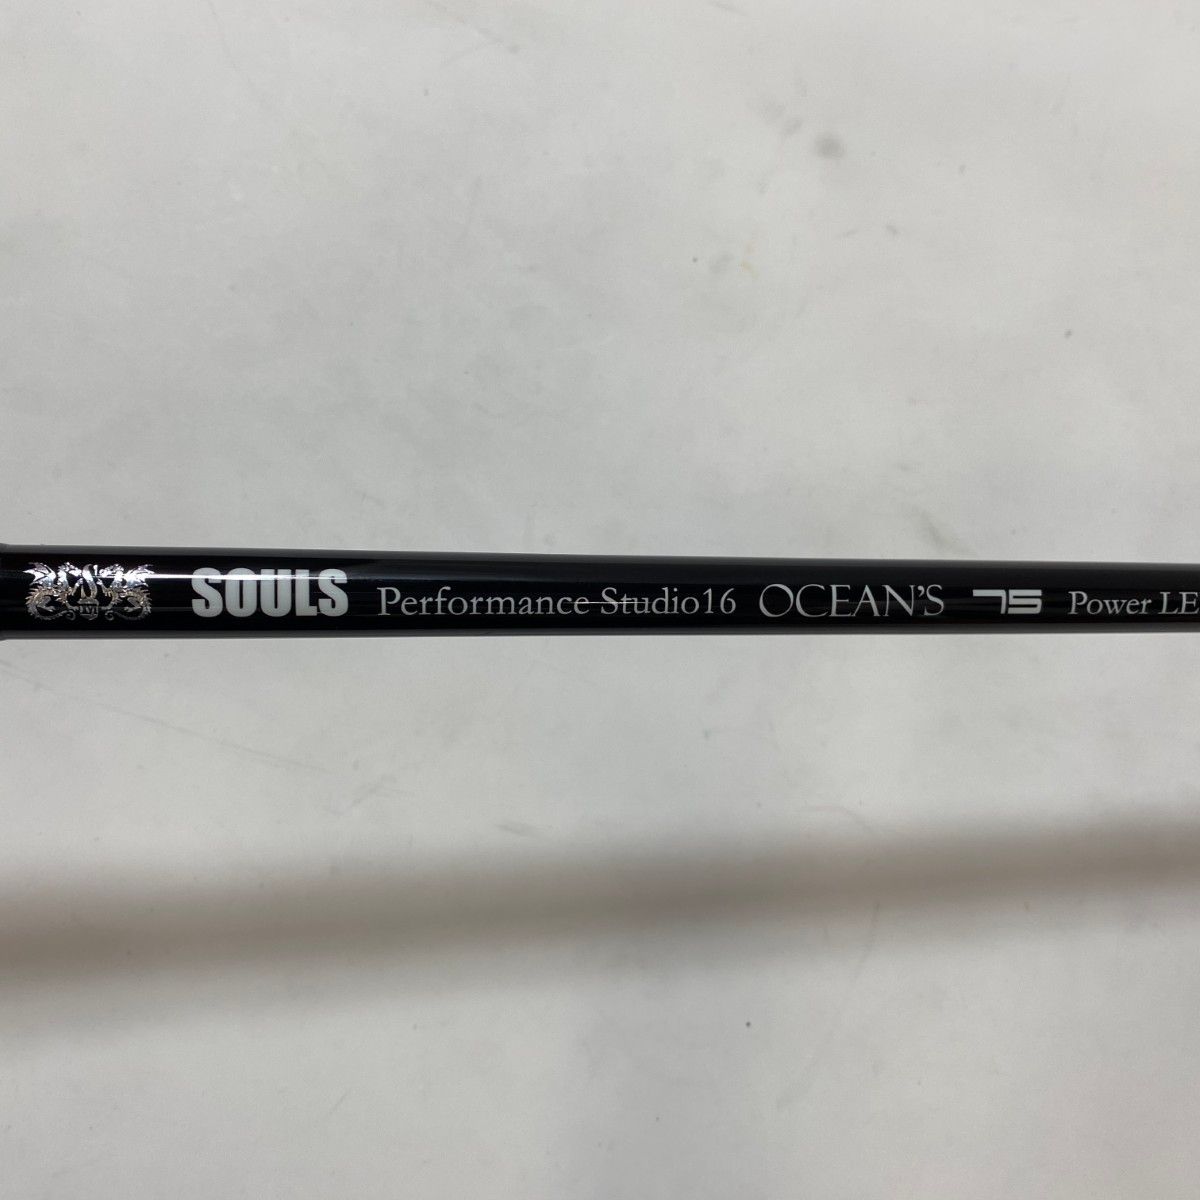 SOULS Performance Studio16 OCEAN'S 75 Power LE